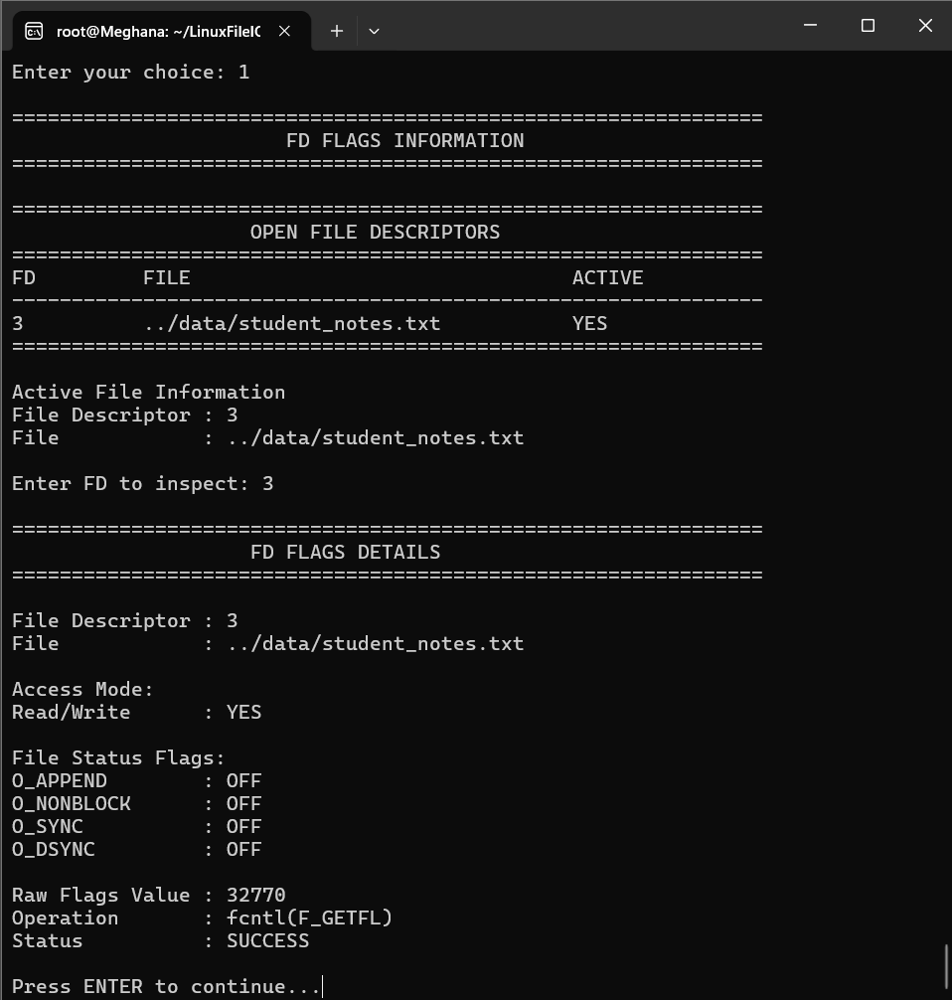 root@Meghana: ~/LinuxFileIO
Enter your choice: 1
===============================================================
FD FLAGS INFORMATION
===============================================================
===============================================================
OPEN FILE DESCRIPTORS
===============================================================
FD FILE ACTIVE
---------------------------------------------------------------
3 ../data/student_notes.txt YES
===============================================================
Active File Information
File Descriptor : 3
File : ../data/student_notes.txt
Enter FD to inspect: 3
===============================================================
FD FLAGS DETAILS
===============================================================
File Descriptor : 3
File : ../data/student_notes.txt
Access Mode:
Read/Write : YES
File Status Flags:
O_APPEND : OFF
O_NONBLOCK : OFF
O_SYNC : OFF
O_DSYNC : OFF
Raw Flags Value : 32770
Operation : fcntl(F_GETFL)
Status : SUCCESS
Press ENTER to continue...